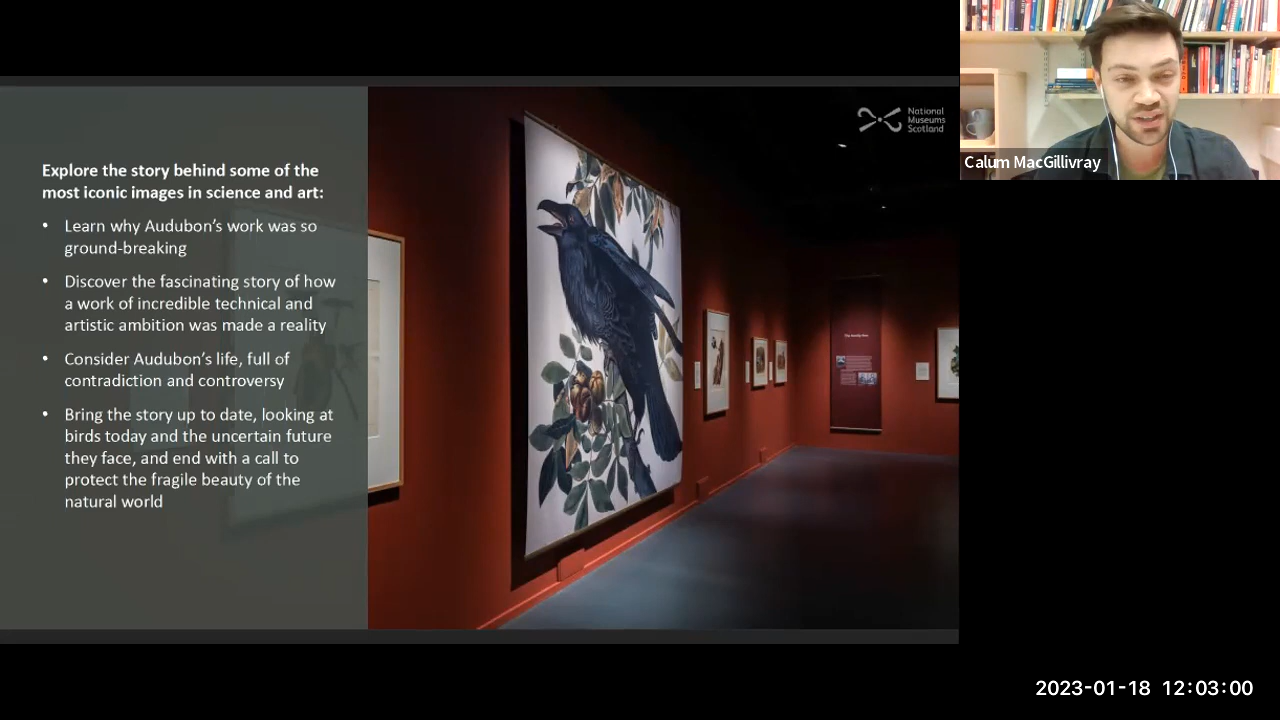 Explore the story behind some of the
most iconic images in science and art:
• Learn why Audubon's work was so
ground-breaking
• Discover the fascinating story of how
a work of incredible technical and
artistic ambition was made a reality
• Consider Audubon's life, full of
contradiction and controversy
• Bring the story up to date, looking at
birds today and the uncertain future
they face, and end with a call to
protect the fragile beauty of the
natural world
National
Museums
Scotland
Calum MacGillivray
2023-01-18 12:03:00